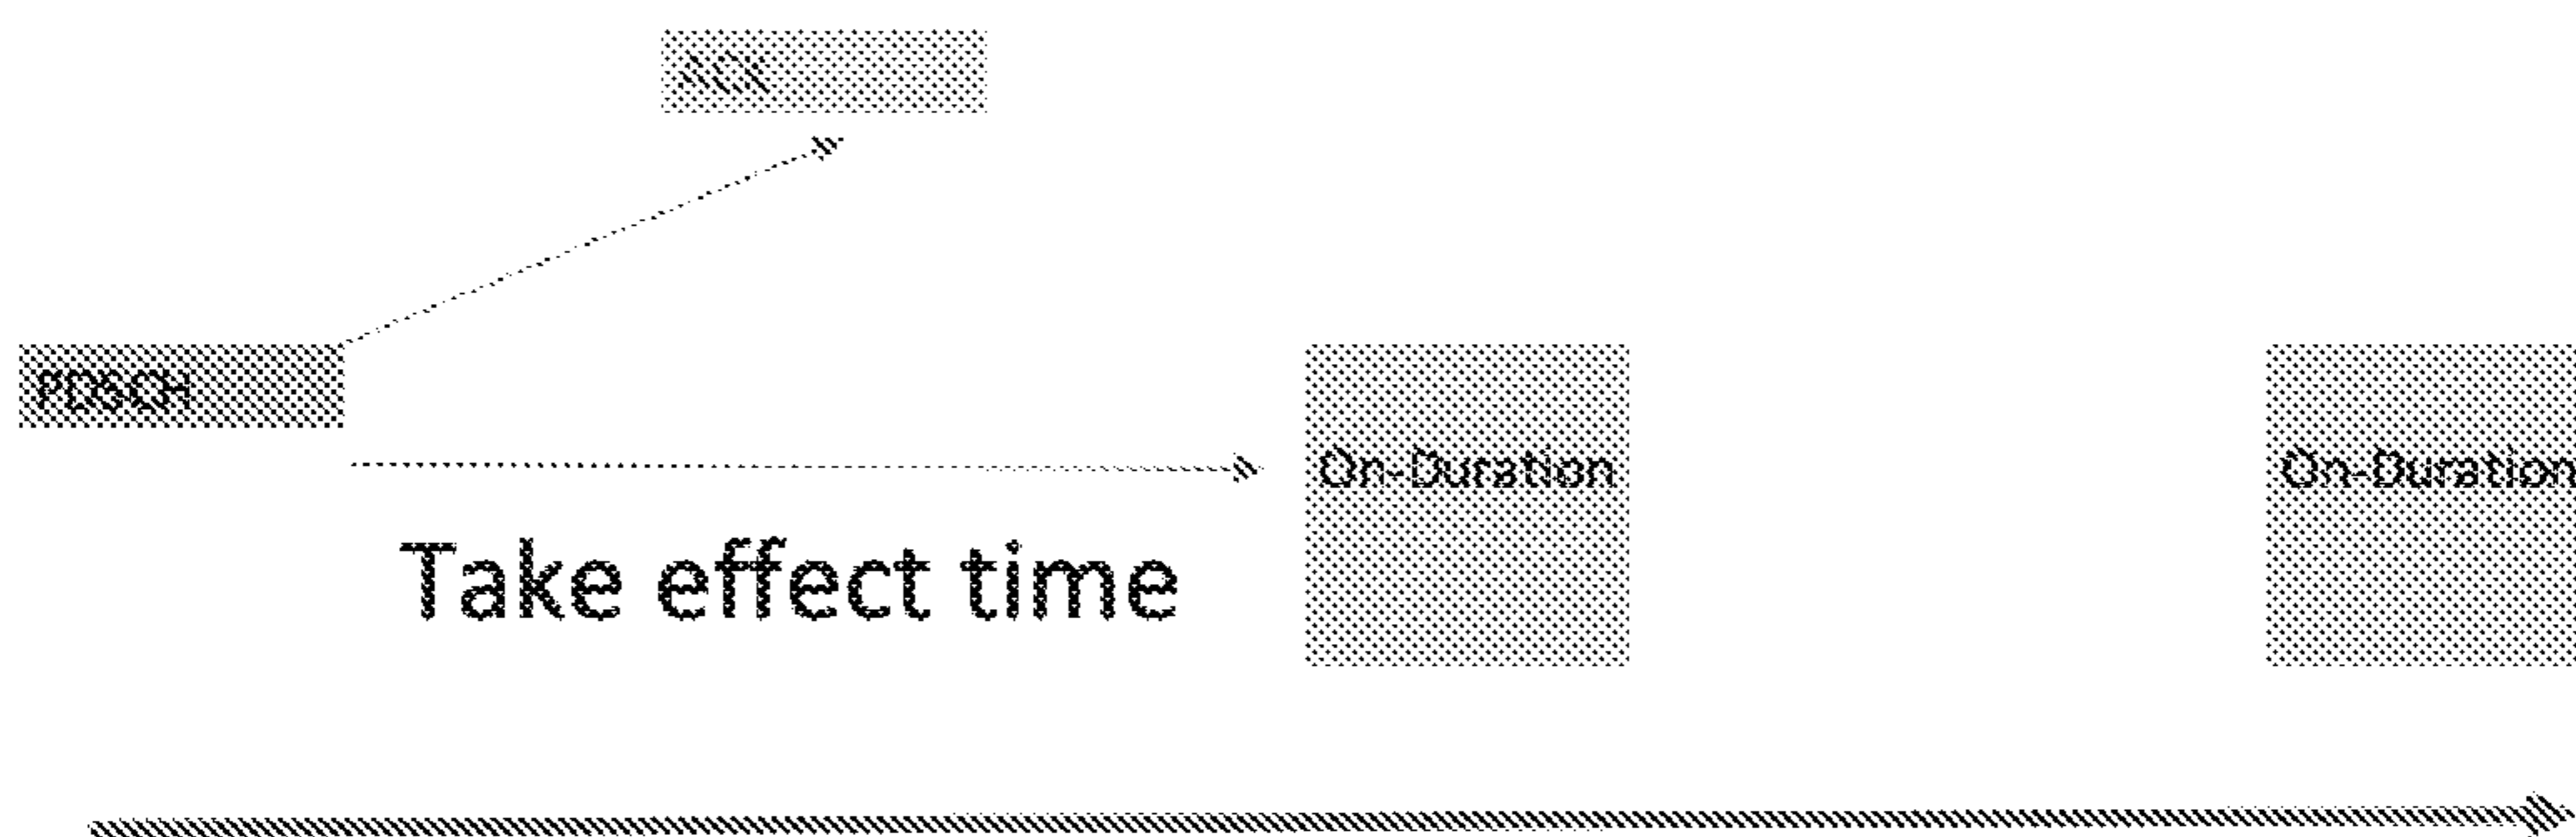 ACK
PDSCH
On-Duration
On-Duration
Take effect time